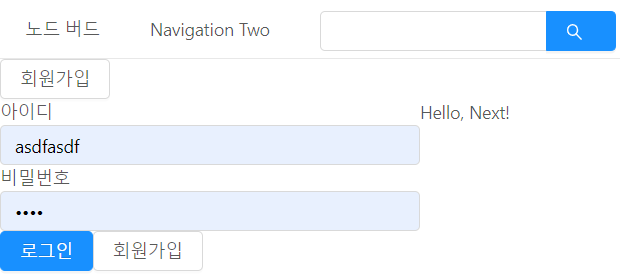 노드 버드 Navigation Two
회원가입
아이디 Hello, Next!
asdfasdf
비밀번호
••••
로그인 회원가입